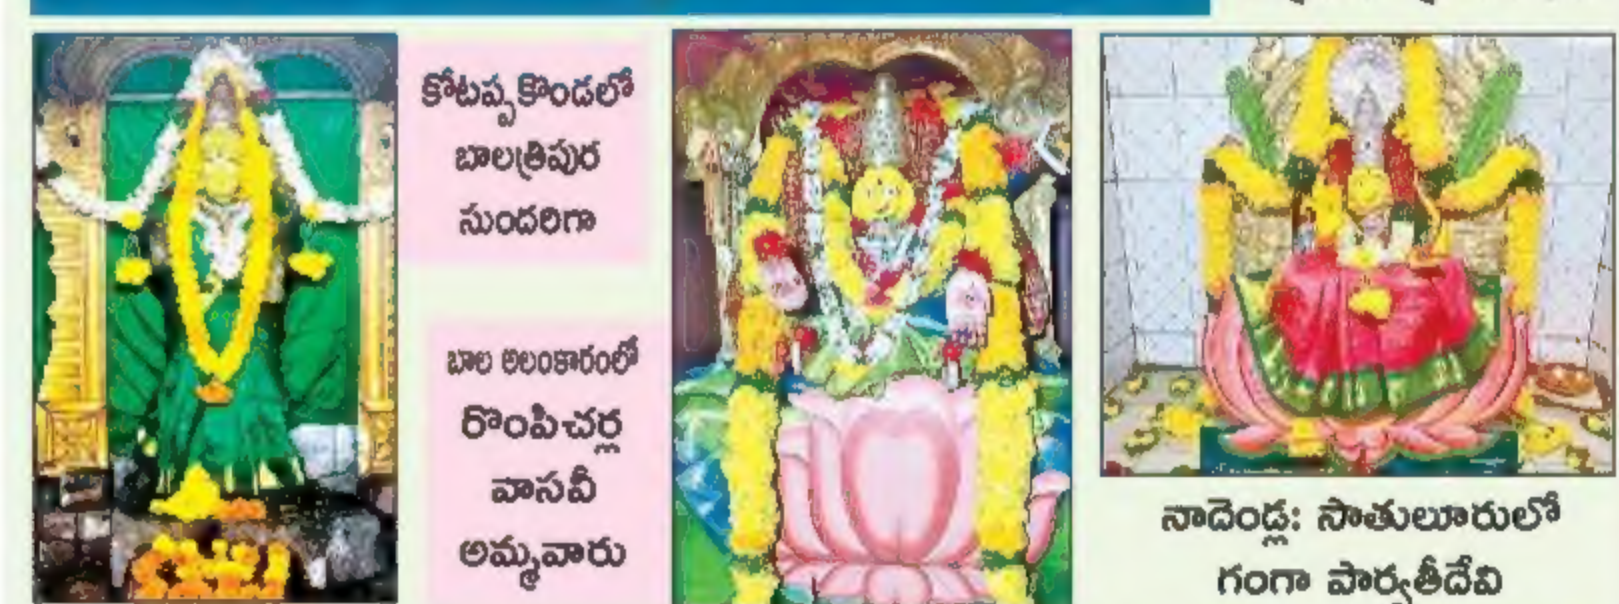 కోటప్పకొండలో
బాలత్రిపుర
సుందరిగా
బాల అలంకారంలో
రొంపిచర్ల
వాసవీ
అమ్మవారు
నాదెండ్ల: సాతులూరులో
గంగా పార్వతీదేవి